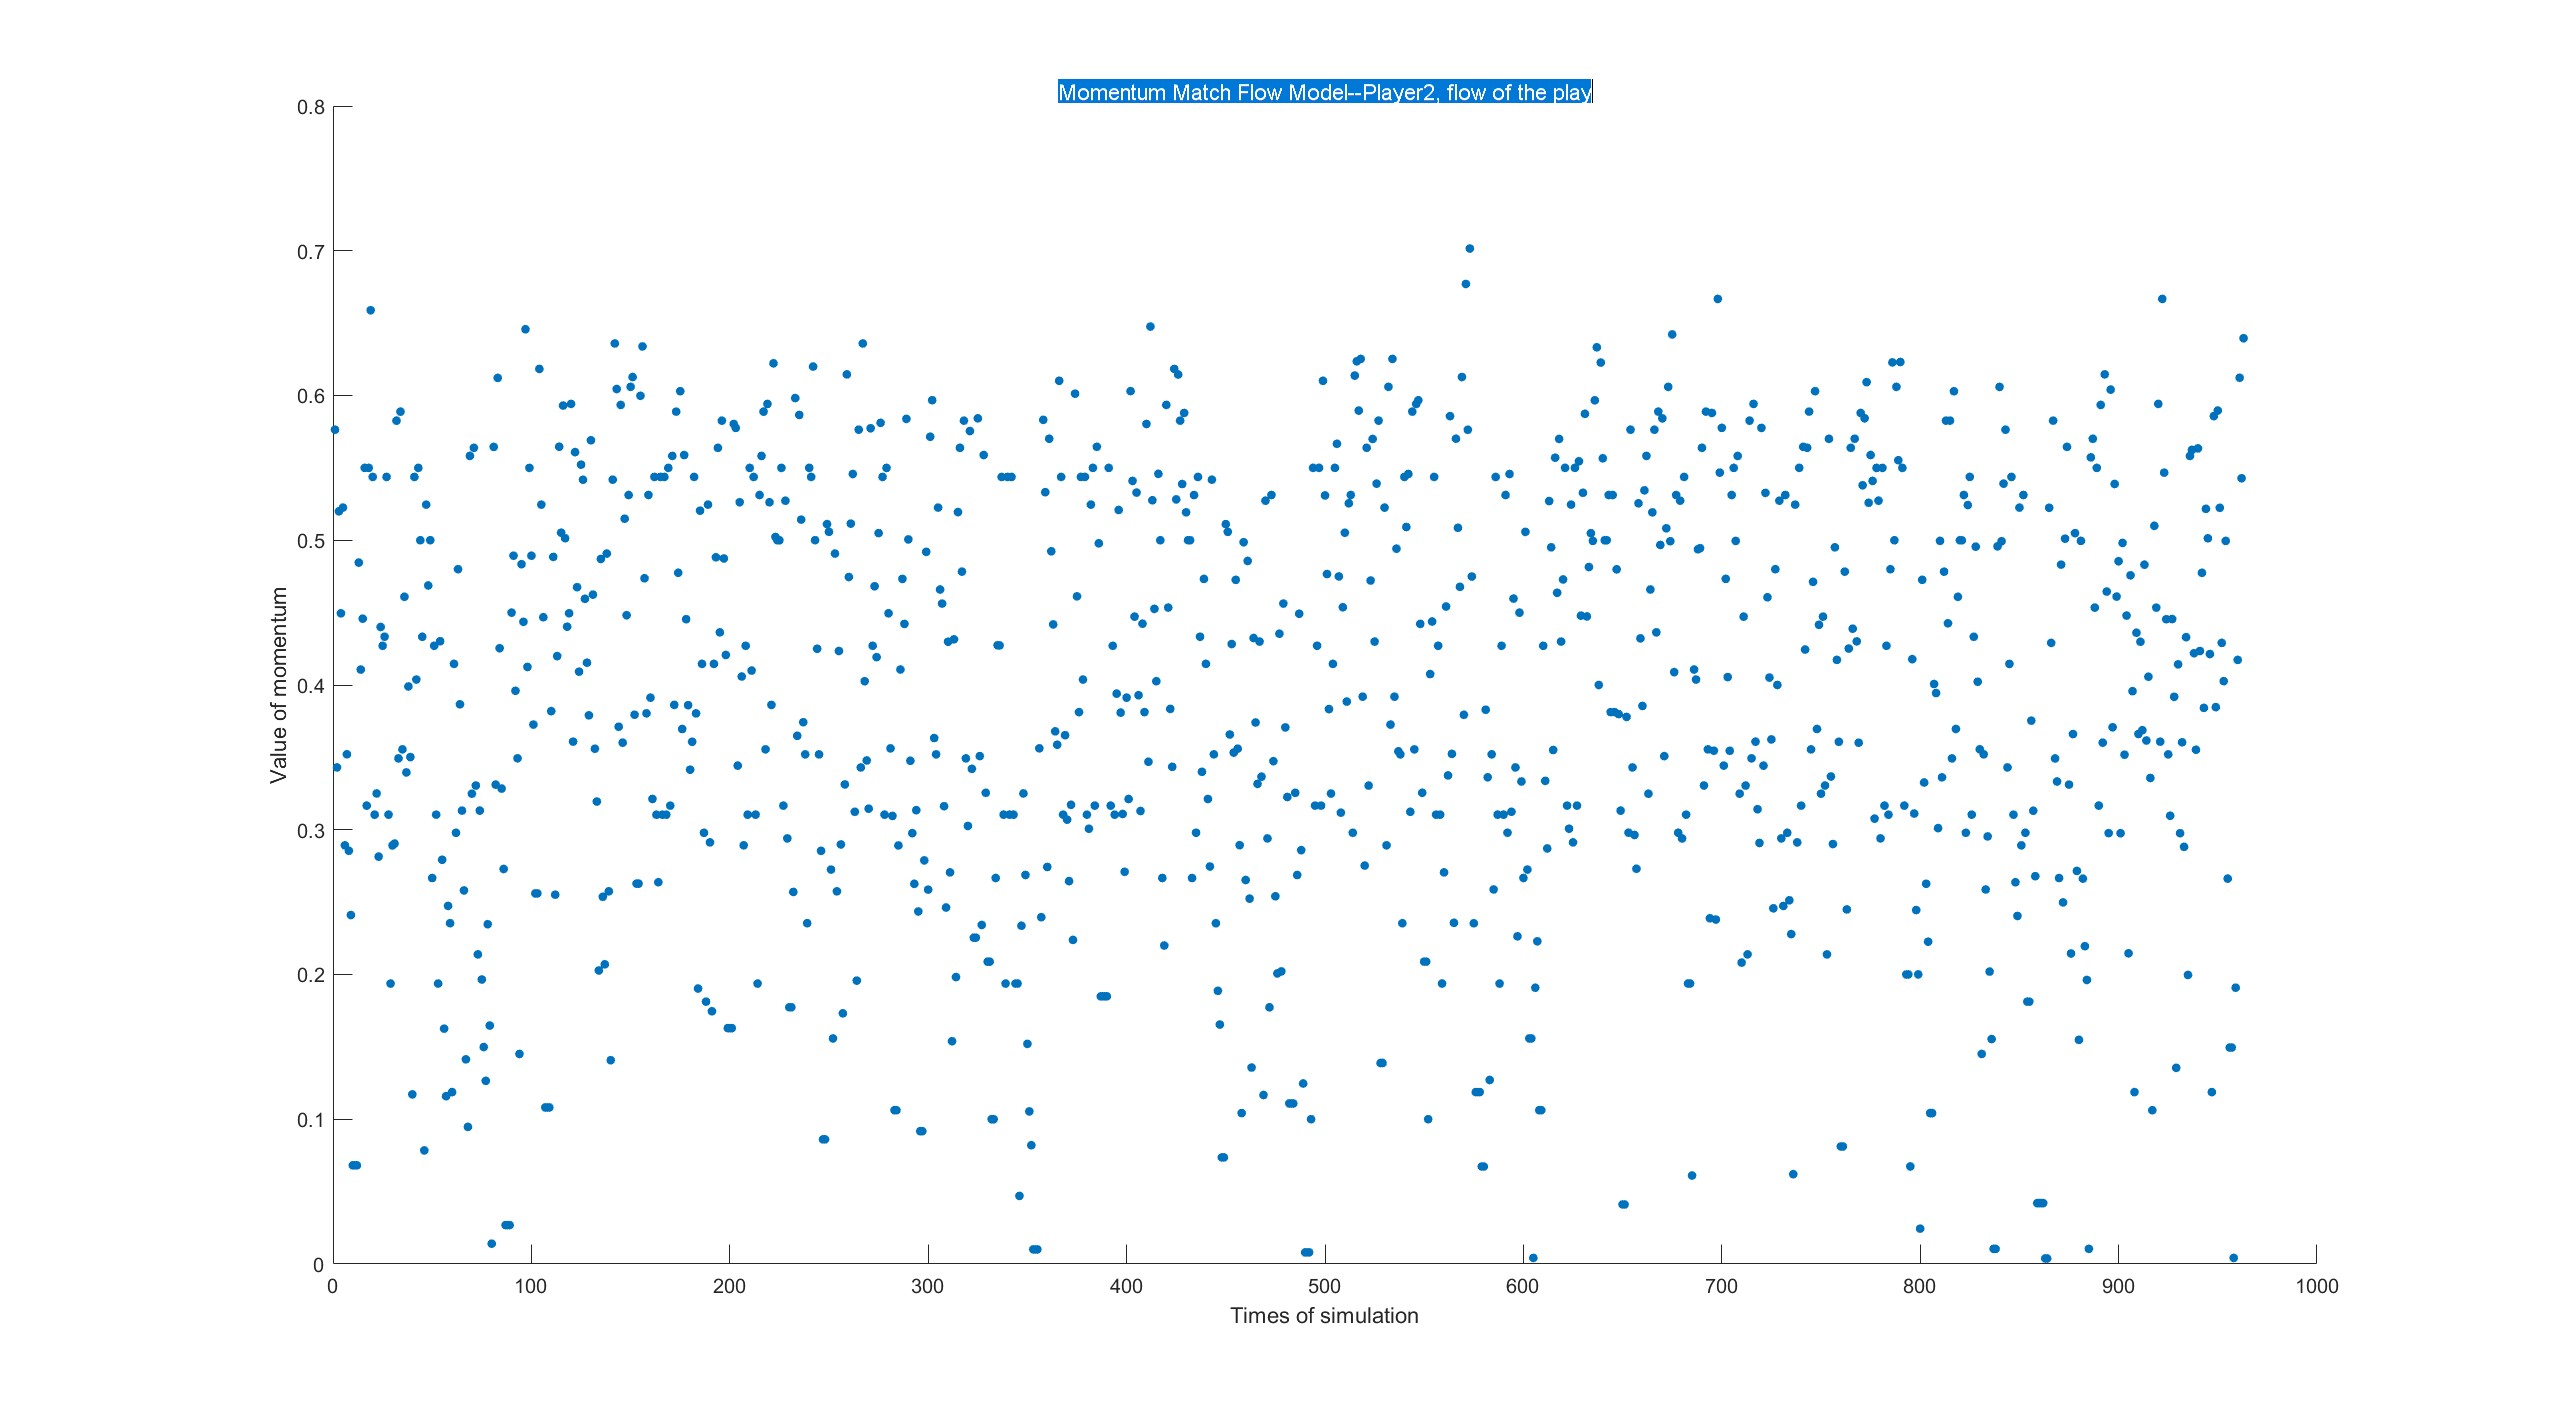 Momentum Match Flow Model--Player2, flow of the play
0.8
0.7
0.6
0.5
0.4
0.3
0.2
0.1
0
Value of momentum
0 100 200 300 400 500 600 700 800 900 1000
Times of simulation